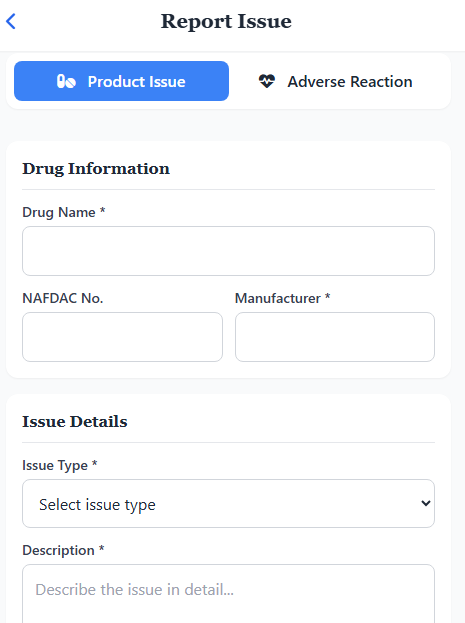 Report Issue
Product Issue
Adverse Reaction
Drug Information
Drug Name *
NAFDAC No.
Manufacturer *
Issue Details
Issue Type *
Select issue type
Description *
Describe the issue in detail...